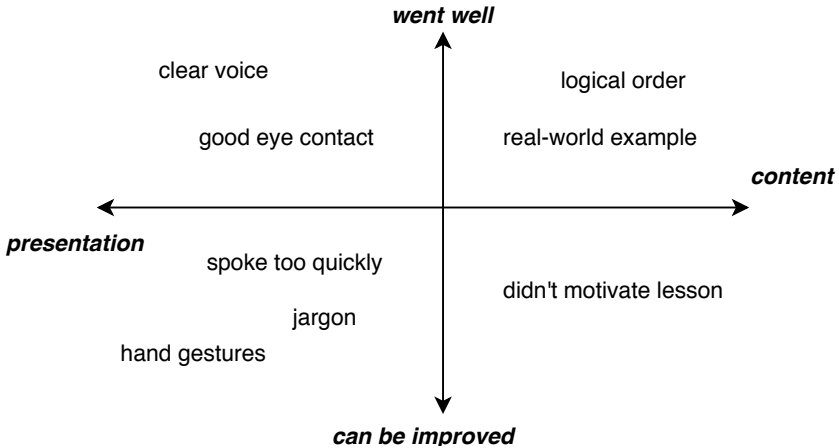 went well
clear voice
logical order
good eye contact
real-world example
content
presentation
spoke too quickly
didn't motivate lesson
jargon
hand gestures
can be improved